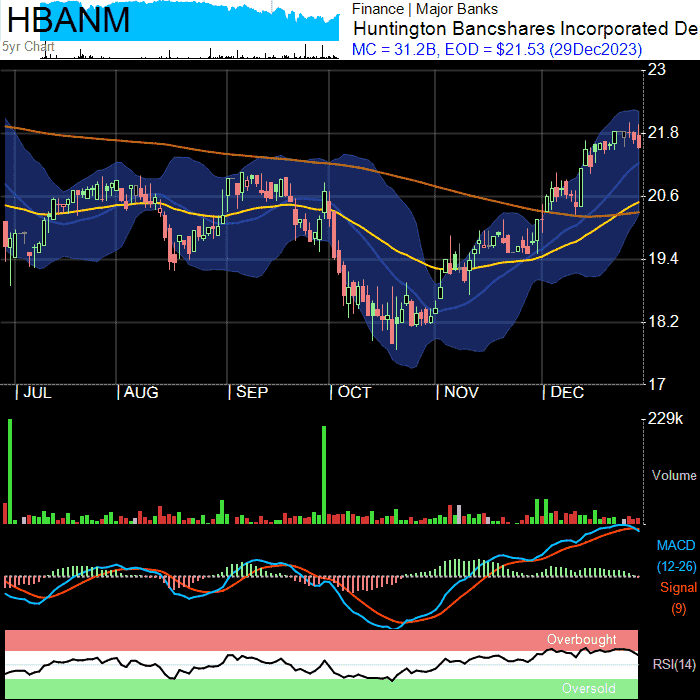 HBANM
5yr Chart
Finance | Major Banks
Huntington Bancshares Incorporated De
MC = 31.2B, EOD = $21.53 (29Dec2023)
23
21.8
20.6
19.4
18.2
17
| JUL | AUG | SEP | OCT | NOV | DEC
229k
Volume
MACD
(12-26)
Signal
(9)
Overbought
RSI(14)
Oversold